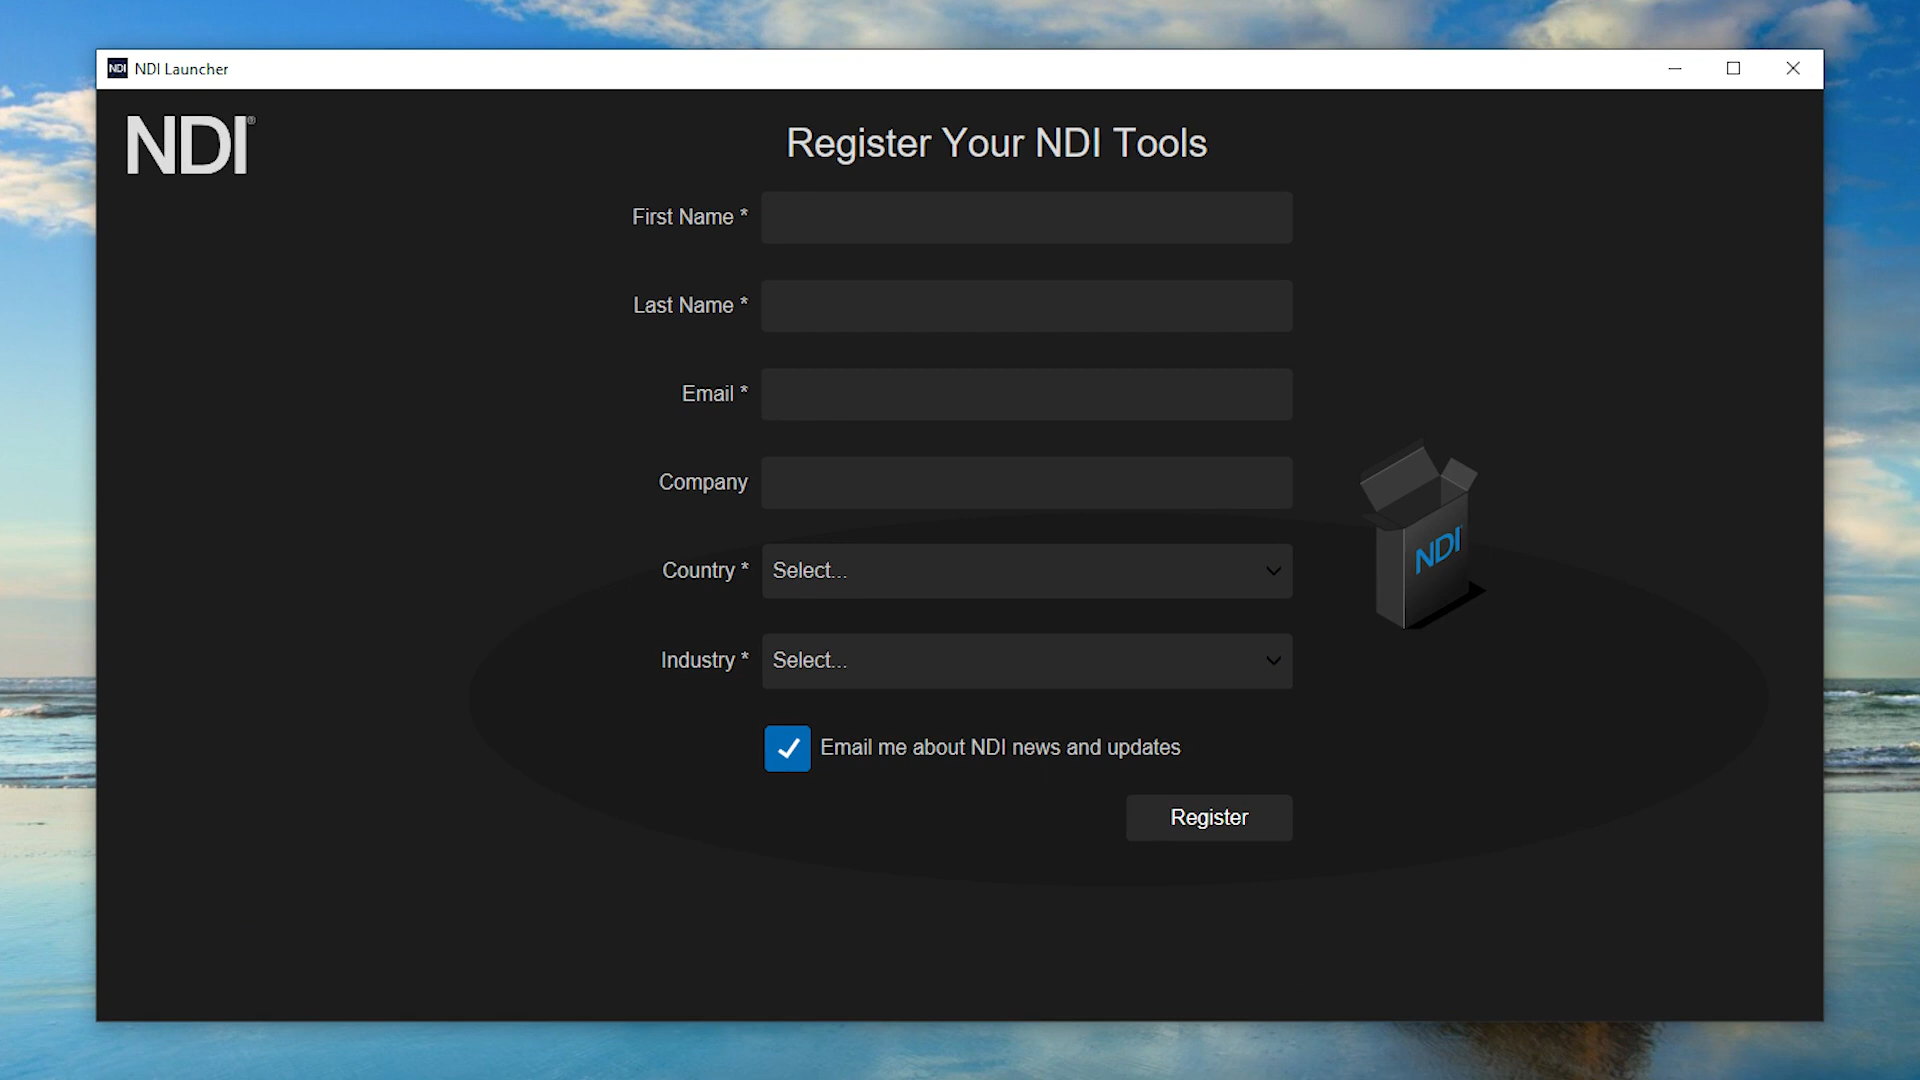 NDI NDI Launcher
NDI®
Register Your NDI Tools
First Name *
Last Name *
Email *
Company
Country * Select...
Industry * Select...
NDI
Email me about NDI news and updates
Register